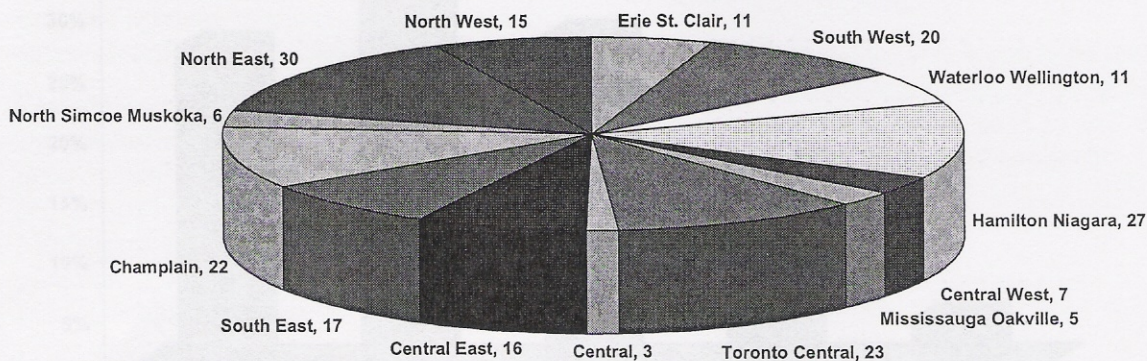 North West, 15
Erie St. Clair, 11
South West, 20
North East, 30
Waterloo Wellington, 11
North Simcoe Muskoka, 6
Hamilton Niagara, 27
Champlain, 22
Central West, 7
Mississauga Oakville, 5
South East, 17
Central East, 16
Central, 3
Toronto Central, 23